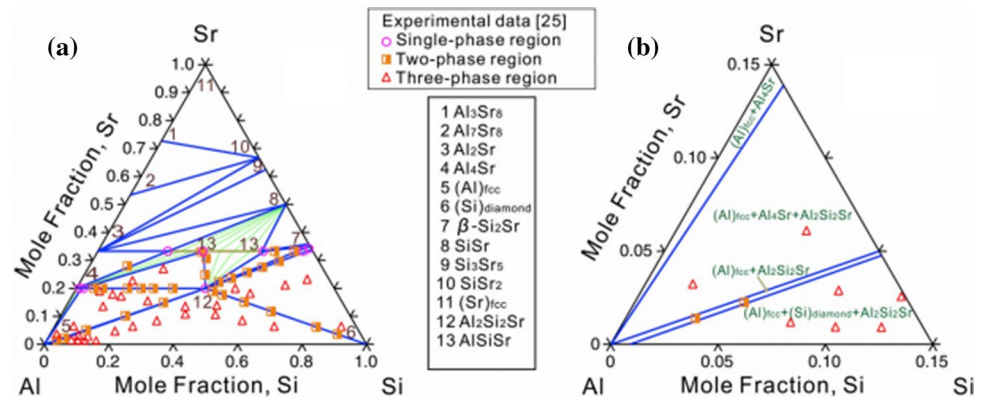 (a)
Sr
1.0
11
0.9
0.8
1
0.7
10
9
0.6
2
0.5
8
0.4
3
13
13
7
0.3
4
0.2
12
0.1
5
6
0
0
0.2
0.4
0.6
0.8
1.0
Al
Mole Fraction, Si
Si
Mole Fraction, Sr
Experimental data [25]
Single-phase region
Two-phase region
Three-phase region
1 Al3Sr8
2 Al7Sr8
3 Al2Sr
4 Al4Sr
5 (Al)fcc
6 (Si)diamond
7 β-Si2Sr
8 SiSr
9 Si3Sr5
10 SiSr2
11 (Sr)fcc
12 Al2Si2Sr
13 AlSiSr
(b)
Sr
0.15
(Al)fcc+Al4Sr
0.10
(Al)fcc+Al4Sr+Al2Si2Sr
0.05
(Al)fcc+Al2Si2Sr
(Al)fcc+(Si)diamond+Al2Si2Sr
0
0
0.05
0.10
0.15
Al
Mole Fraction, Si
Si
Mole Fraction, Sr